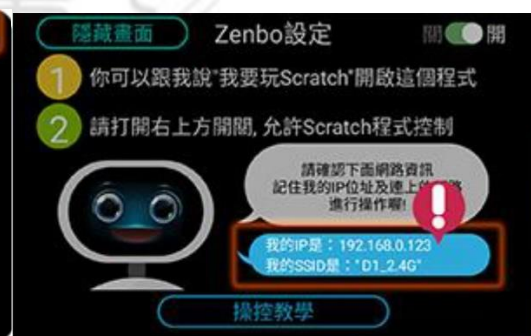 隱藏畫面
Zenbo設定
關
開
1
你可以跟我說"我要玩Scratch"開啟這個程式
2
請打開右上方開關, 允許Scratch程式控制
請確認下面網路資訊
記住我的IP位址及連上的
進行操作喔!
我的IP是：192.168.0.123
我的SSID是："D1_2.4G"
操控教學